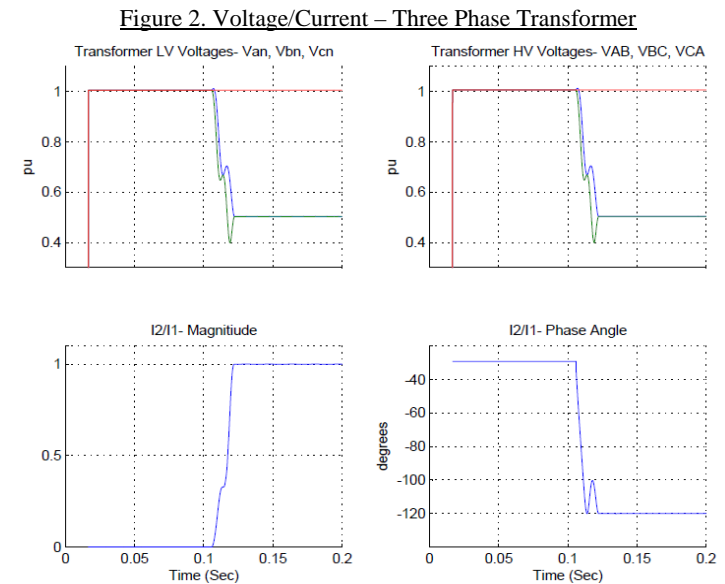 Figure 2. Voltage/Current – Three Phase Transformer
Transformer LV Voltages- Van, Vbn, Vcn
Transformer HV Voltages- VAB, VBC, VCA
1
0.8
0.6
0.4
pu
1
0.8
0.6
0.4
pu
I2/I1- Magnitiude
I2/I1- Phase Angle
1
0.5
0
0 0.05 0.1 0.15 0.2
Time (Sec)
-40
-60
-80
-100
-120
degrees
0 0.05 0.1 0.15 0.2
Time (Sec)